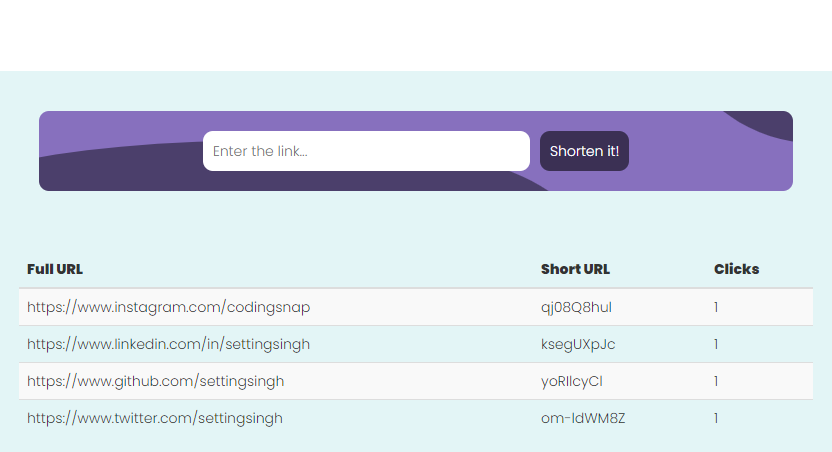 Enter the link...
Shorten it!
Full URL Short URL Clicks
https://www.instagram.com/codingsnap qj08Q8hul 1
https://www.linkedin.com/in/settingsingh ksegUXpJc 1
https://www.github.com/settingsingh yoRIlcyCl 1
https://www.twitter.com/settingsingh om-ldWM8Z 1